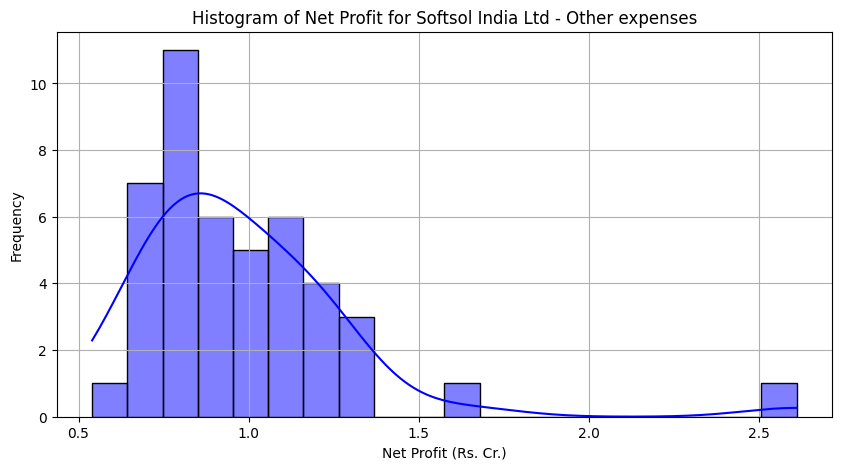 Histogram of Net Profit for Softsol India Ltd - Other expenses
10
8
6
4
2
0
Frequency
0.5 1.0 1.5 2.0 2.5
Net Profit (Rs. Cr.)